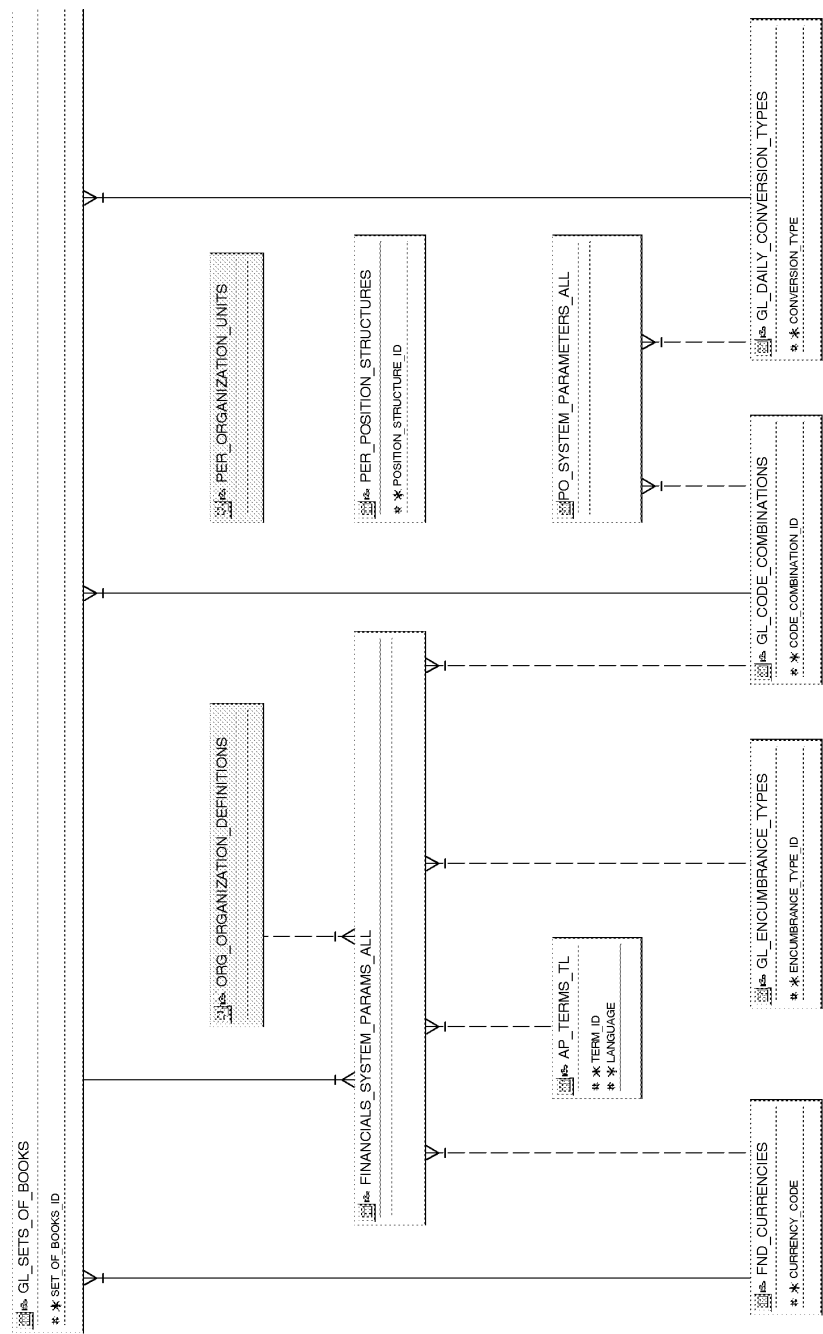 GL_SETS_OF_BOOKS
# * SET_OF_BOOKS_ID
ORG_ORGANIZATION_DEFINITIONS
PER_ORGANIZATION_UNITS
FINANCIALS_SYSTEM_PARAMS_ALL
PER_POSITION_STRUCTURES
# * POSITION_STRUCTURE_ID
AP_TERMS_TL
# * TERM_ID
# * LANGUAGE
PO_SYSTEM_PARAMETERS_ALL
FND_CURRENCIES
# * CURRENCY_CODE
GL_ENCUMBRANCE_TYPES
# * ENCUMBRANCE_TYPE_ID
GL_CODE_COMBINATIONS
# * CODE_COMBINATION_ID
GL_DAILY_CONVERSION_TYPES
# * CONVERSION_TYPE